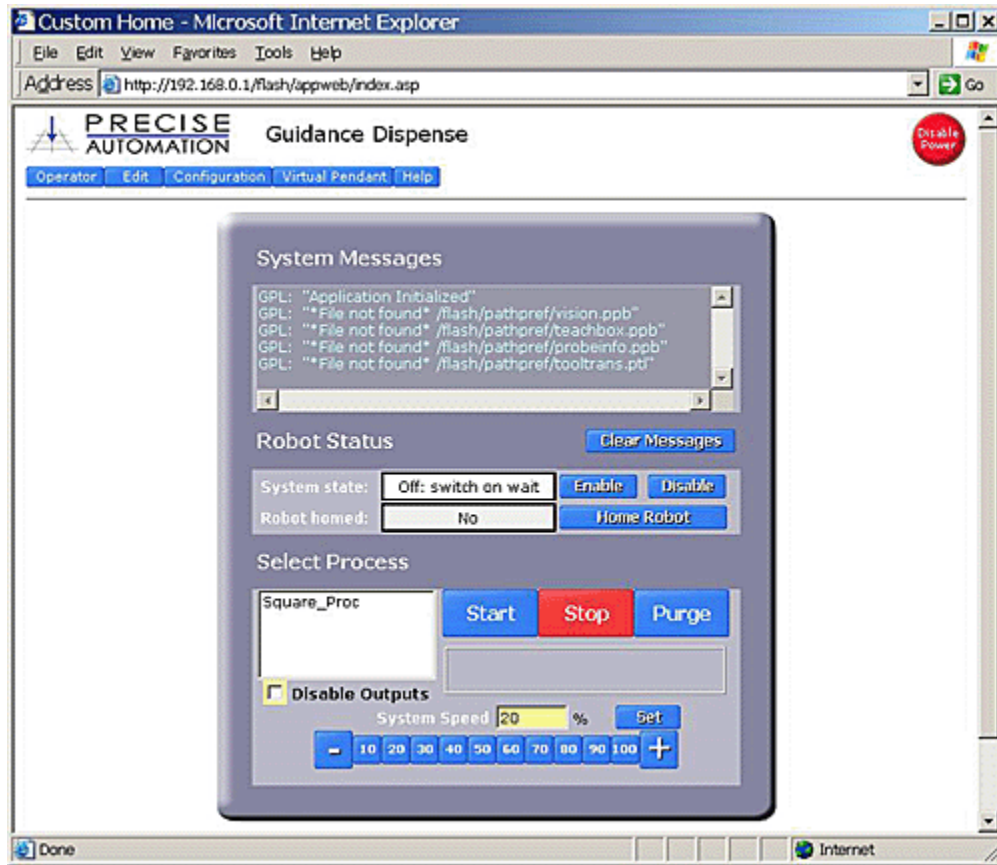 Custom Home - Microsoft Internet Explorer
File Edit View Favorites Tools Help
Address http://192.168.0.1/flash/appweb/index.asp Go
PRECISE
AUTOMATION
Guidance Dispense
Disable
Power
Operator Edit Configuration Virtual Pendant Help
System Messages
GPL: "Application Initialized"
GPL: "*File not found* /flash/pathpref/vision.ppb"
GPL: "*File not found* /flash/pathpref/teachbox.ppb"
GPL: "*File not found* /flash/pathpref/probeinfo.ppb"
GPL: "*File not found* /flash/pathpref/tooltrans.ptl"
Robot Status Clear Messages
System state: Off: switch on wait Enable Disable
Robot homed: No Home Robot
Select Process
Square_Proc
Start Stop Purge
Disable Outputs
System Speed 20 % Set
- 10 20 30 40 50 60 70 80 90 100 +
Done Internet